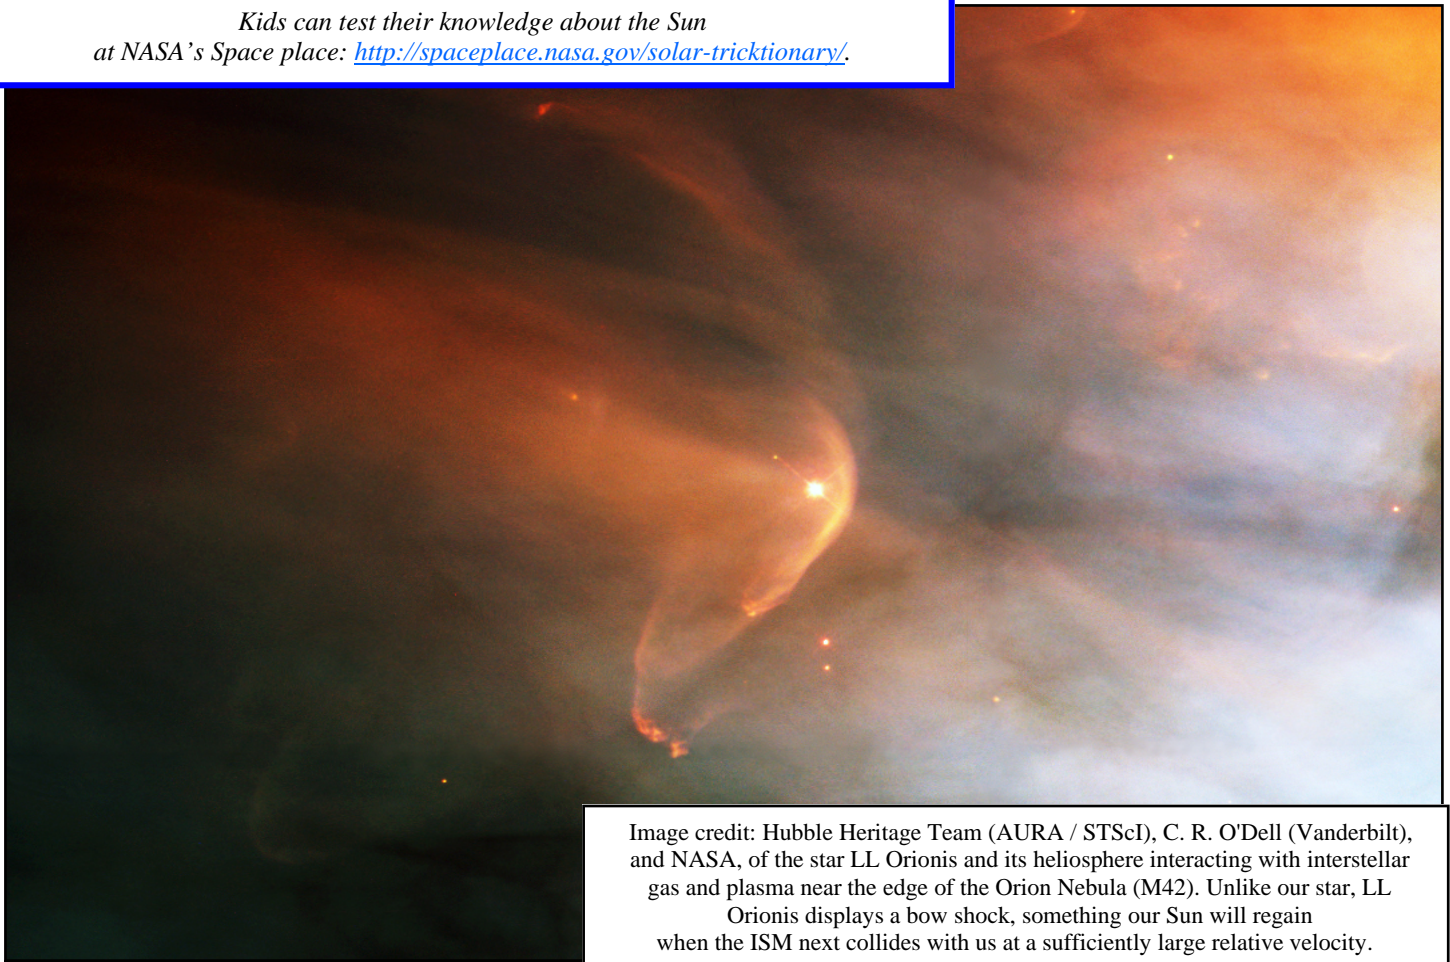 Kids can test their knowledge about the Sun
at NASA's Space place: http://spaceplace.nasa.gov/solar-tricktionary/.
Image credit: Hubble Heritage Team (AURA / STScI), C. R. O'Dell (Vanderbilt),
and NASA, of the star LL Orionis and its heliosphere interacting with interstellar
gas and plasma near the edge of the Orion Nebula (M42). Unlike our star, LL
Orionis displays a bow shock, something our Sun will regain
when the ISM next collides with us at a sufficiently large relative velocity.